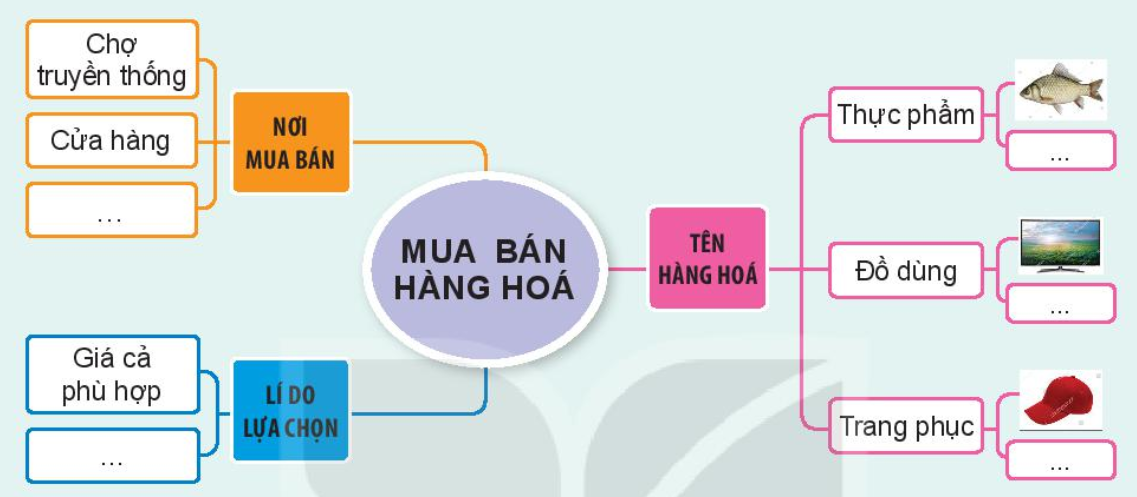 Chợ
truyền thống
Cửa hàng
...
NƠI
MUA BÁN
MUA BÁN
HÀNG HOÁ
Giá cả
phù hợp
...
LÍ DO
LỰA CHỌN
TÊN
HÀNG HOÁ
Thực phẩm
...
Đồ dùng
...
Trang phục
...